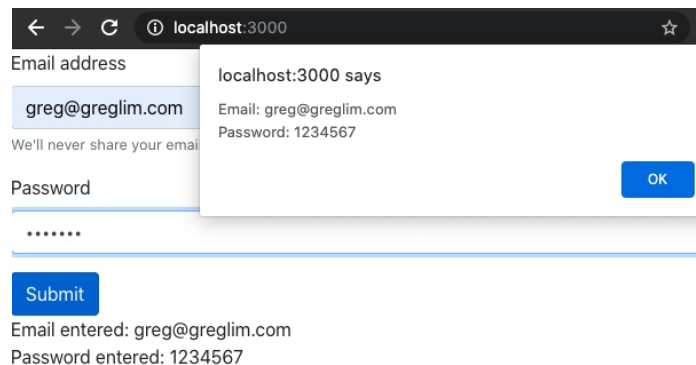 localhost:3000
Email address
greg@greglim.com
We'll never share your emai
Password
•••••••
Submit
Email entered: greg@greglim.com
Password entered: 1234567
localhost:3000 says
Email: greg@greglim.com
Password: 1234567
OK